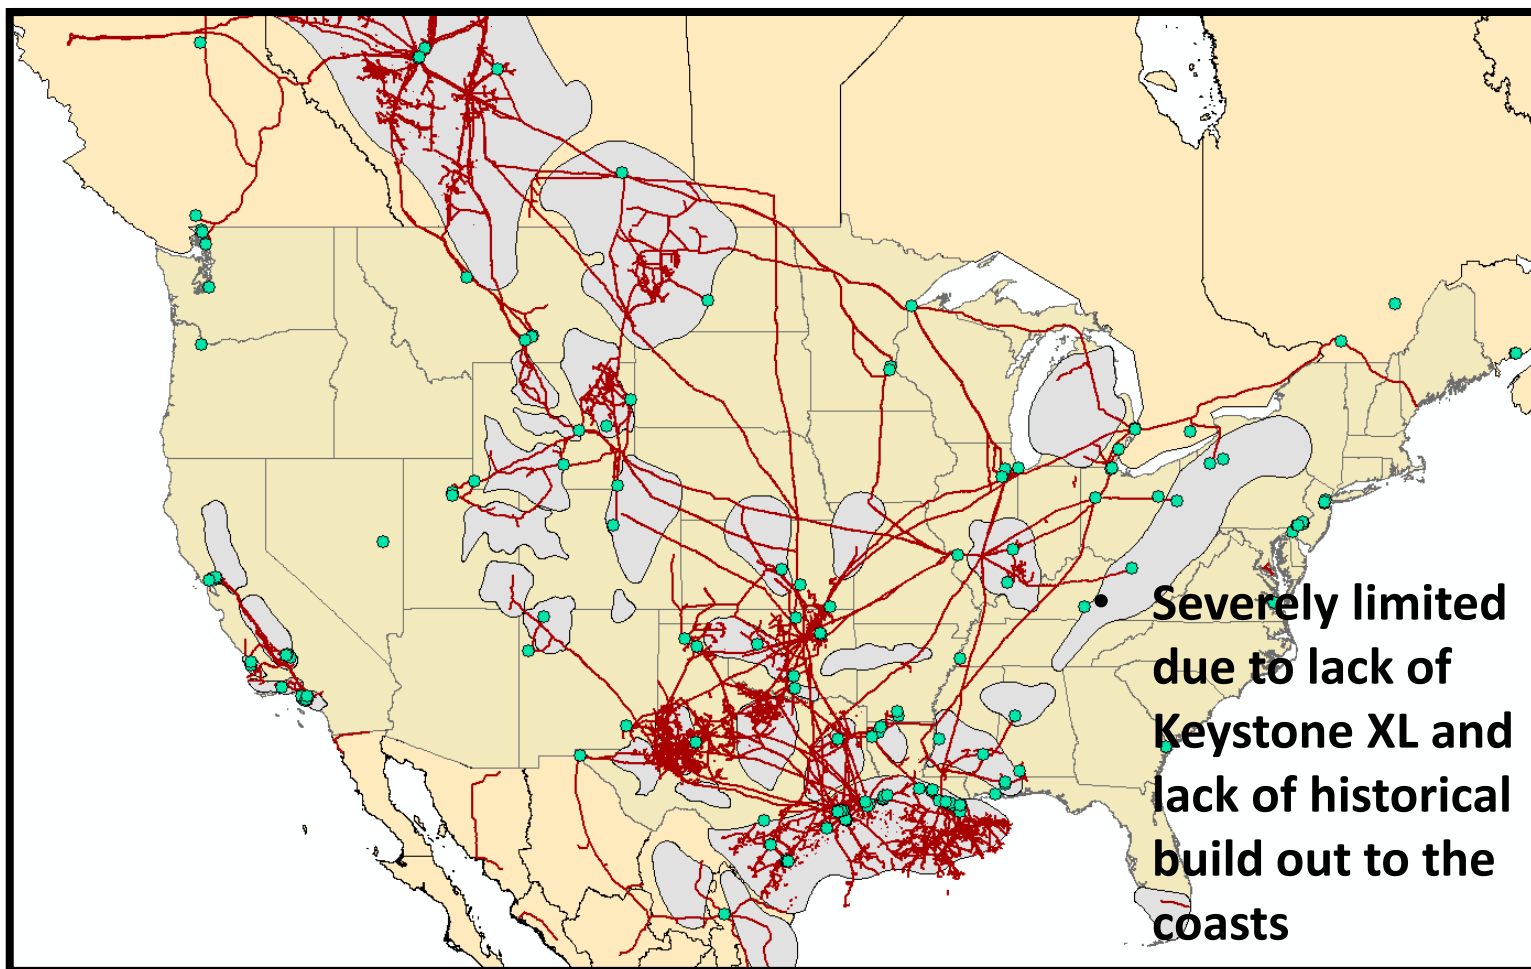 Severely limited
due to lack of
Keystone XL and
lack of historical
build out to the
coasts